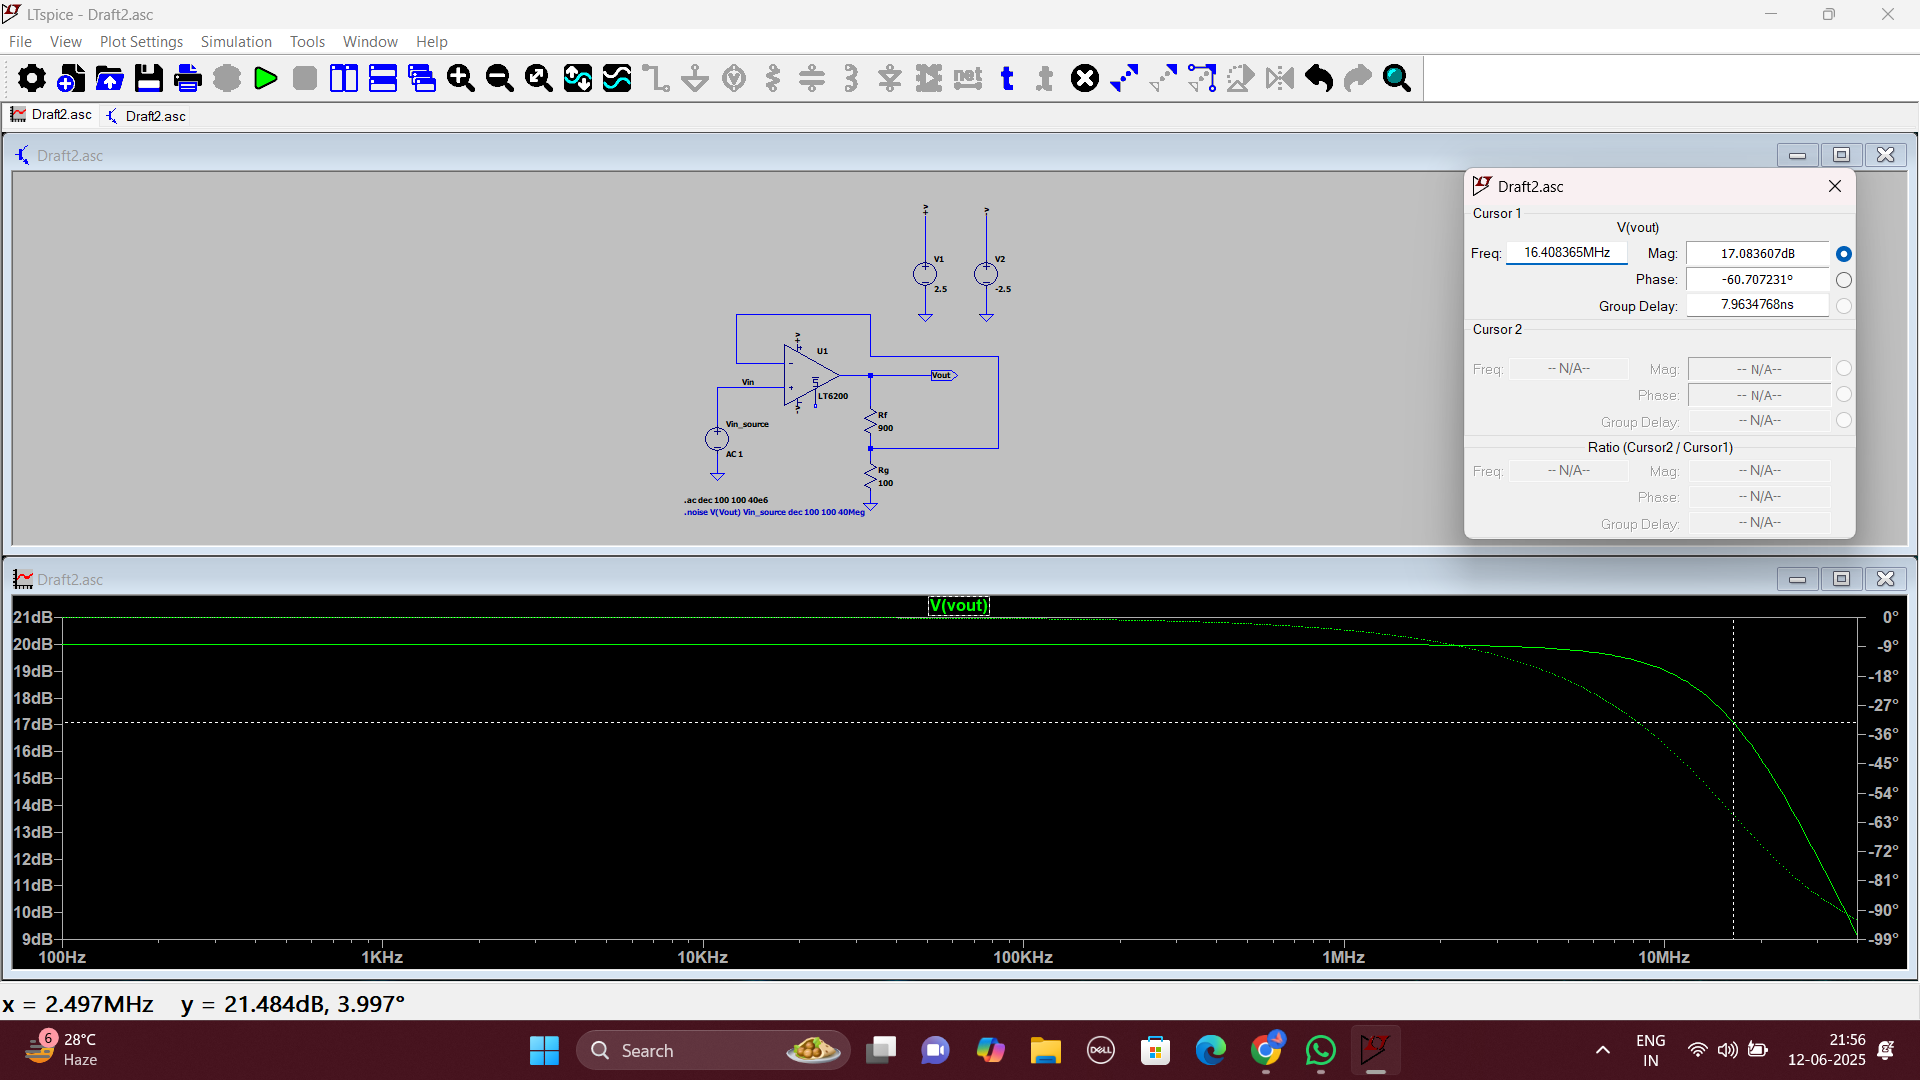 LTspice - Draft2.asc
File View Plot Settings Simulation Tools Window Help
net t .t
Draft2.asc Draft2.asc
Draft2.asc
V1
2.5
V2
-2.5
U1
LT6200
Vin
Vout
Vin_source
AC 1
Rf
900
Rg
100
.ac dec 100 100 40e6
.noise V(Vout) Vin_source dec 100 100 40Meg
Draft2.asc
Cursor 1
V(vout)
Freq: 16.408365MHz Mag: 17.083607dB
Phase: -60.707231º
Group Delay: 7.9634768ns
Cursor 2
Freq: -- N/A-- Mag: -- N/A--
Phase: -- N/A--
Group Delay: -- N/A--
Ratio (Cursor2 / Cursor1)
Freq: -- N/A-- Mag: -- N/A--
Phase: -- N/A--
Group Delay: -- N/A--
Draft2.asc
V(vout)
21dB 0°
20dB -9°
19dB -18°
18dB -27°
17dB -36°
16dB -45°
15dB -54°
14dB -63°
13dB -72°
12dB -81°
11dB -90°
10dB -99°
9dB
100Hz 1KHz 10KHz 100KHz 1MHz 10MHz
x = 2.497MHz y = 21.484dB, 3.997°
6
28°C
Haze
Search
DELL
ENG
IN
21:56
12-06-2025